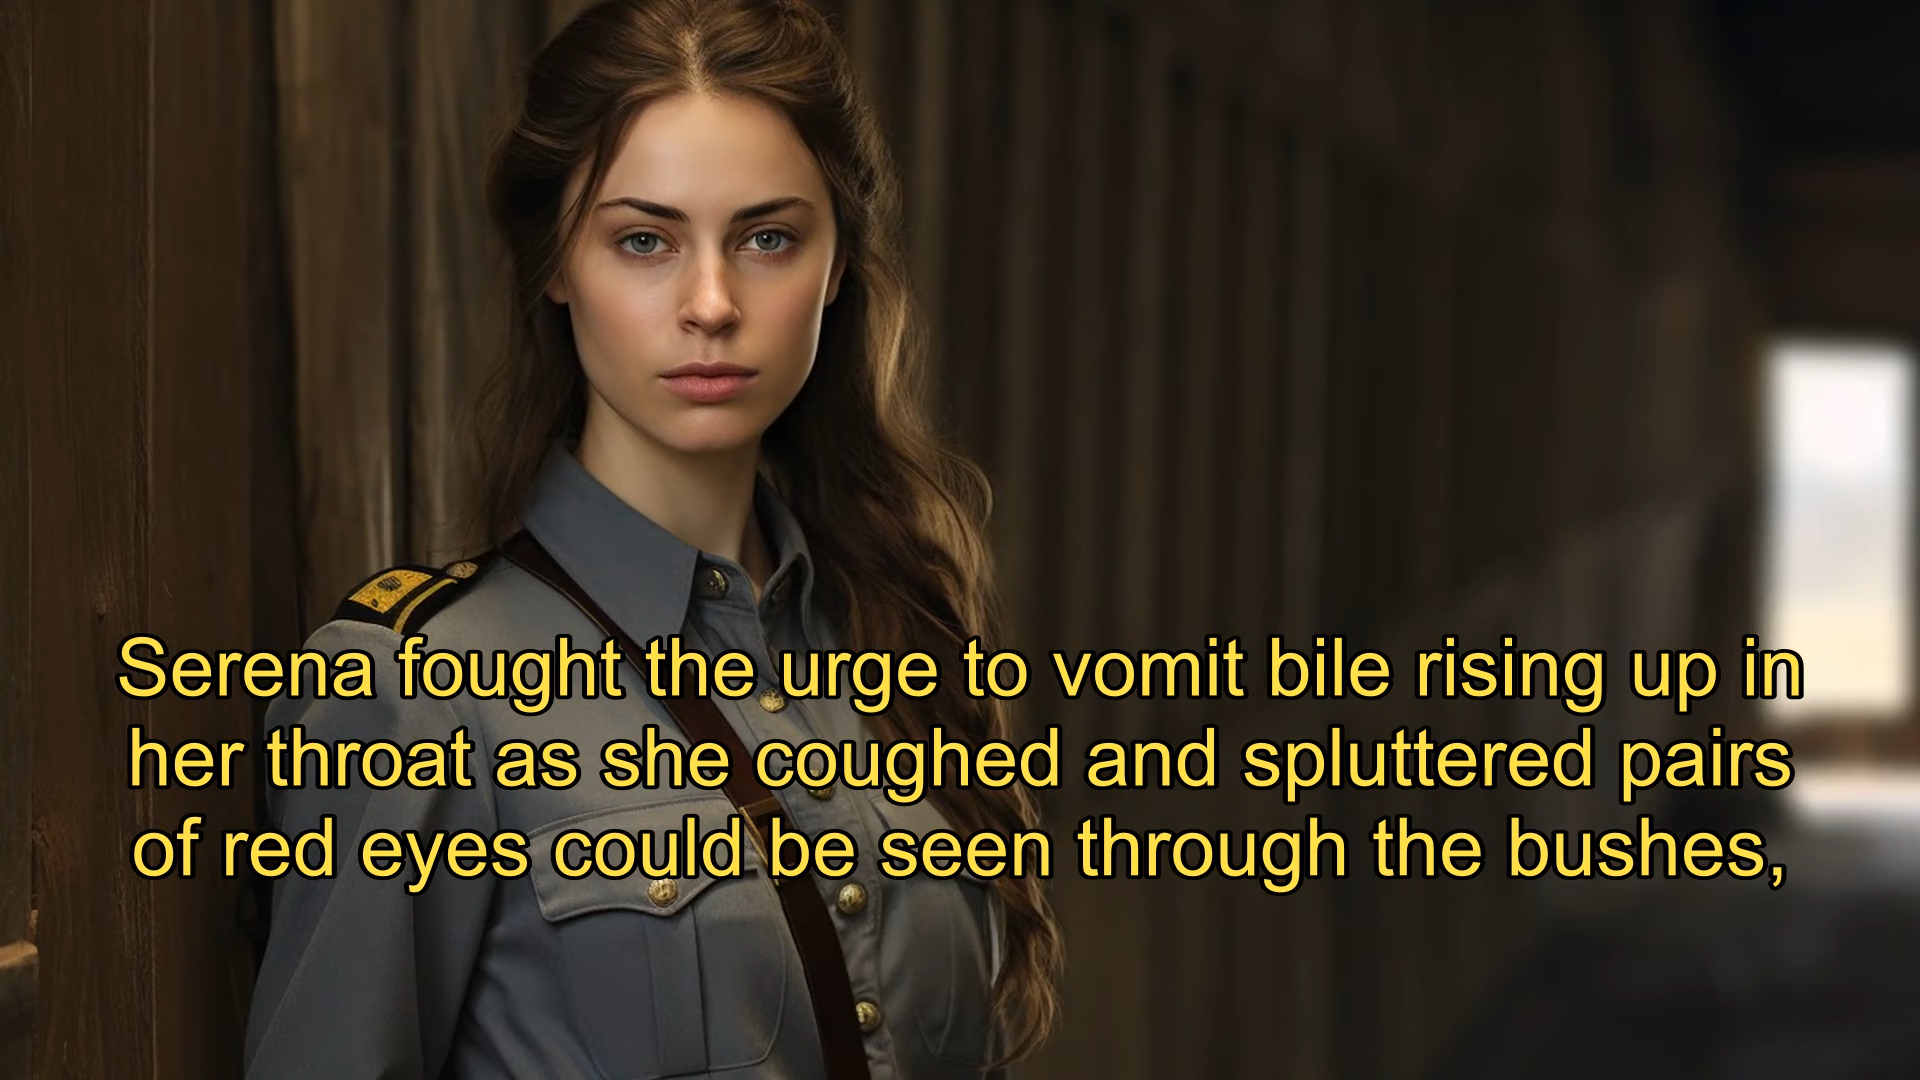 Serena fought the urge to vomit bile rising up in
her throat as she coughed and spluttered pairs
of red eyes could be seen through the bushes,